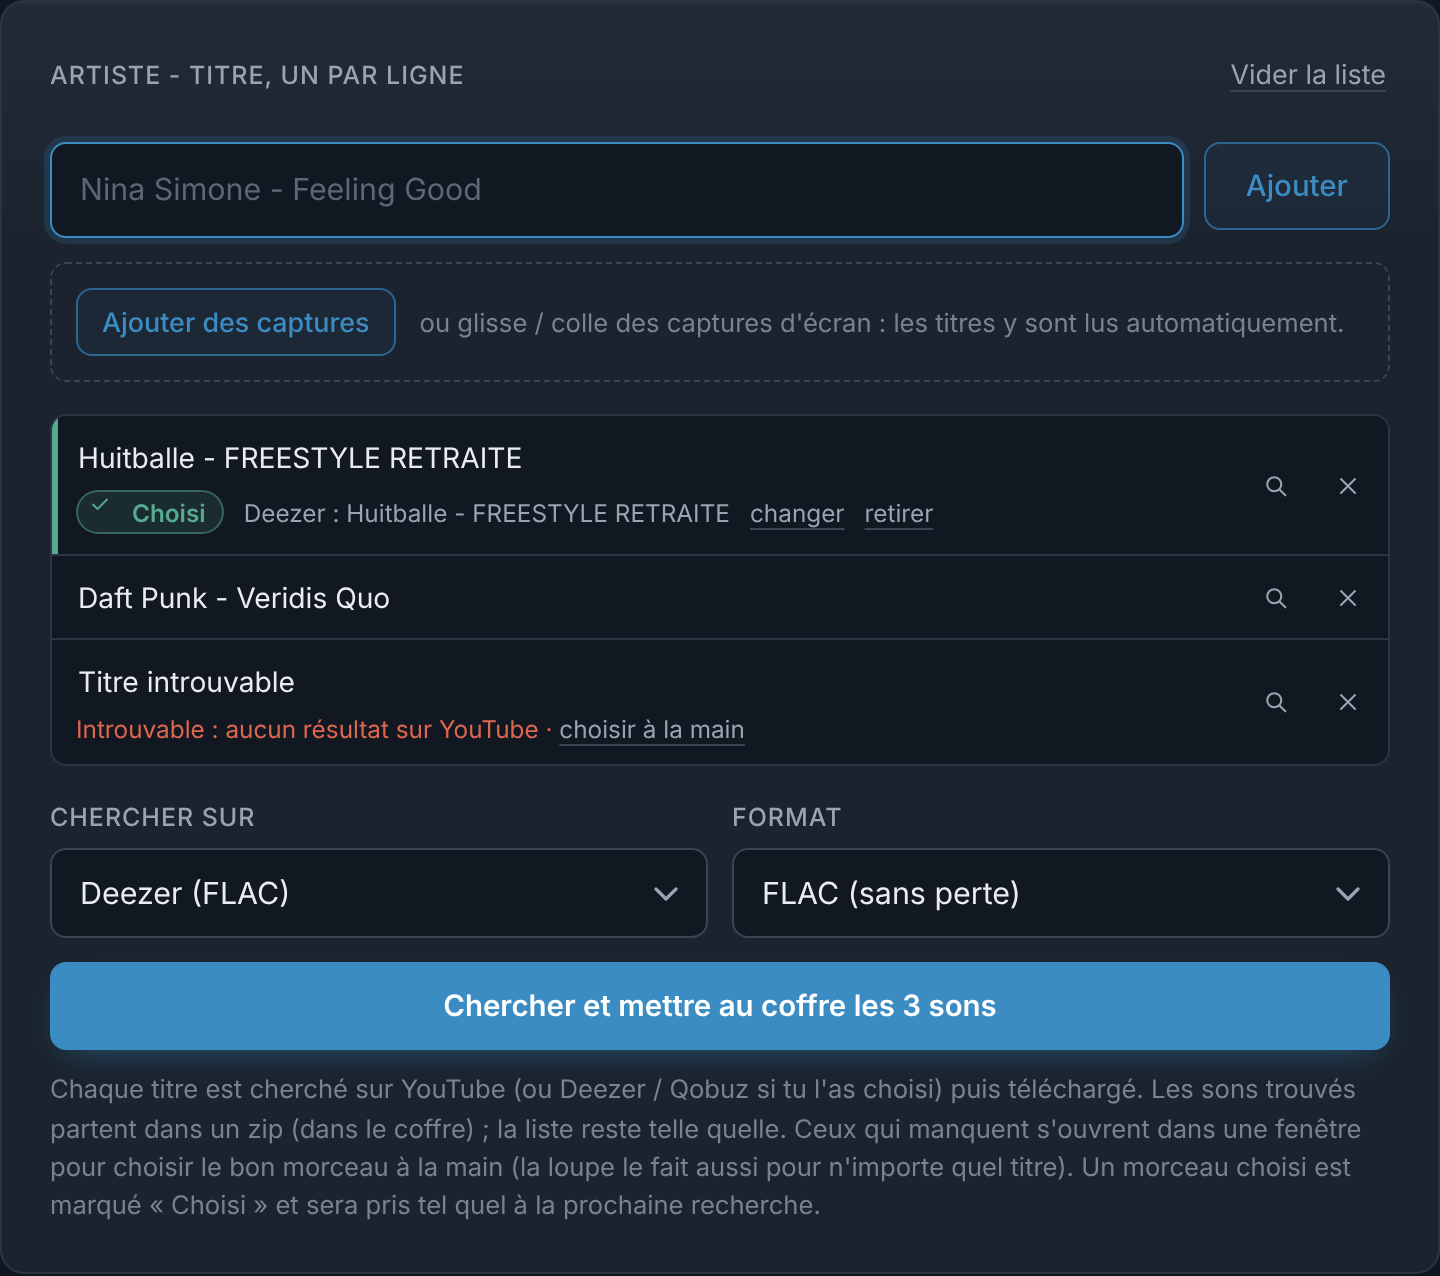 ARTISTE - TITRE, UN PAR LIGNE
Vider la liste
Nina Simone - Feeling Good
Ajouter
Ajouter des captures
ou glisse / colle des captures d'écran : les titres y sont lus automatiquement.
Huitballe - FREESTYLE RETRAITE
Choisi Deezer : Huitballe - FREESTYLE RETRAITE changer retirer
Daft Punk - Veridis Quo
Titre introuvable
Introuvable : aucun résultat sur YouTube · choisir à la main
CHERCHER SUR
FORMAT
Deezer (FLAC)
FLAC (sans perte)
Chercher et mettre au coffre les 3 sons
Chaque titre est cherché sur YouTube (ou Deezer / Qobuz si tu l'as choisi) puis téléchargé. Les sons trouvés
partent dans un zip (dans le coffre) ; la liste reste telle quelle. Ceux qui manquent s'ouvrent dans une fenêtre
pour choisir le bon morceau à la main (la loupe le fait aussi pour n'importe quel titre). Un morceau choisi est
marqué « Choisi » et sera pris tel quel à la prochaine recherche.